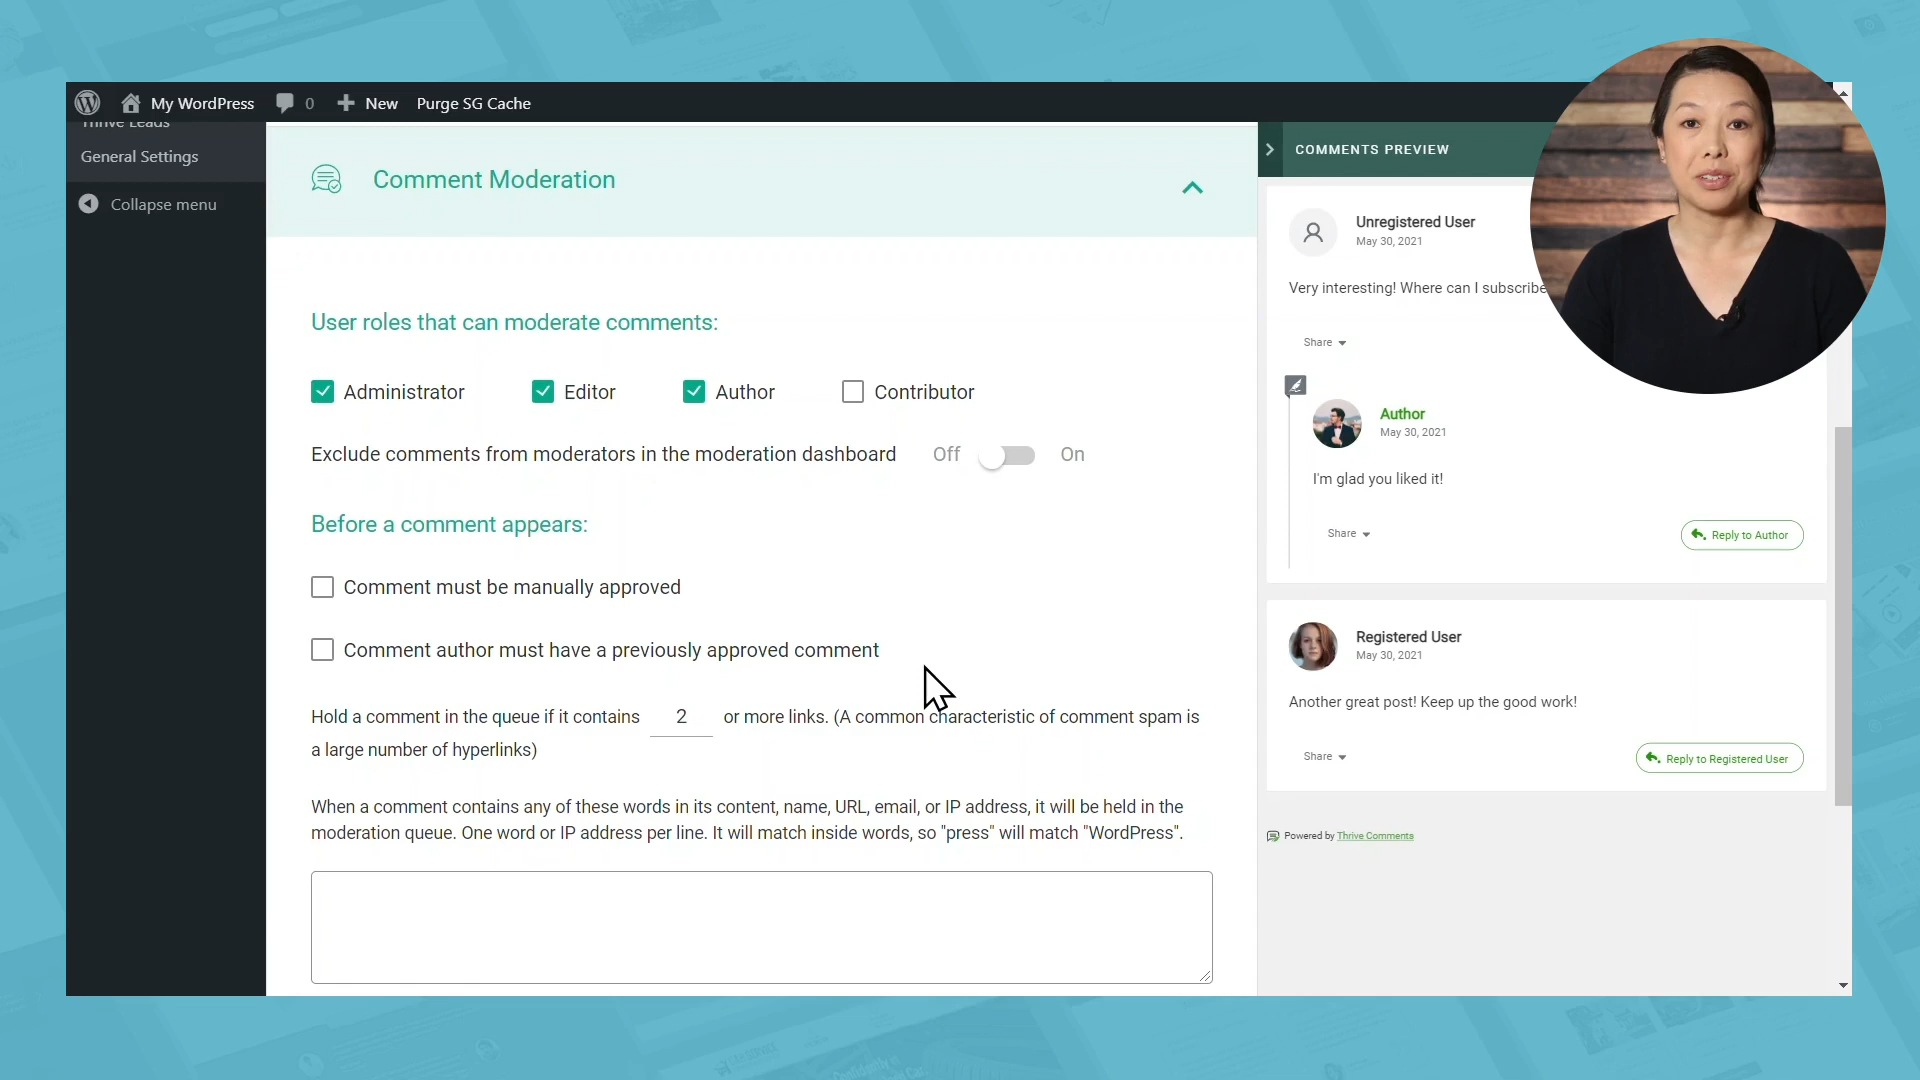 My WordPress
0
New
Purge SG Cache
Thrive Leads
General Settings
Collapse menu
Comment Moderation
User roles that can moderate comments:
Administrator
Editor
Author
Contributor
Exclude comments from moderators in the moderation dashboard
Off
On
Before a comment appears:
Comment must be manually approved
Comment author must have a previously approved comment
Hold a comment in the queue if it contains 2 or more links. (A common characteristic of comment spam is
a large number of hyperlinks)
When a comment contains any of these words in its content, name, URL, email, or IP address, it will be held in the
moderation queue. One word or IP address per line. It will match inside words, so "press" will match "WordPress".
COMMENTS PREVIEW
Unregistered User
May 30, 2021
Very interesting! Where can I subscribe
Share
Author
May 30, 2021
I'm glad you liked it!
Share
Reply to Author
Registered User
May 30, 2021
Another great post! Keep up the good work!
Share
Reply to Registered User
Powered by Thrive Comments